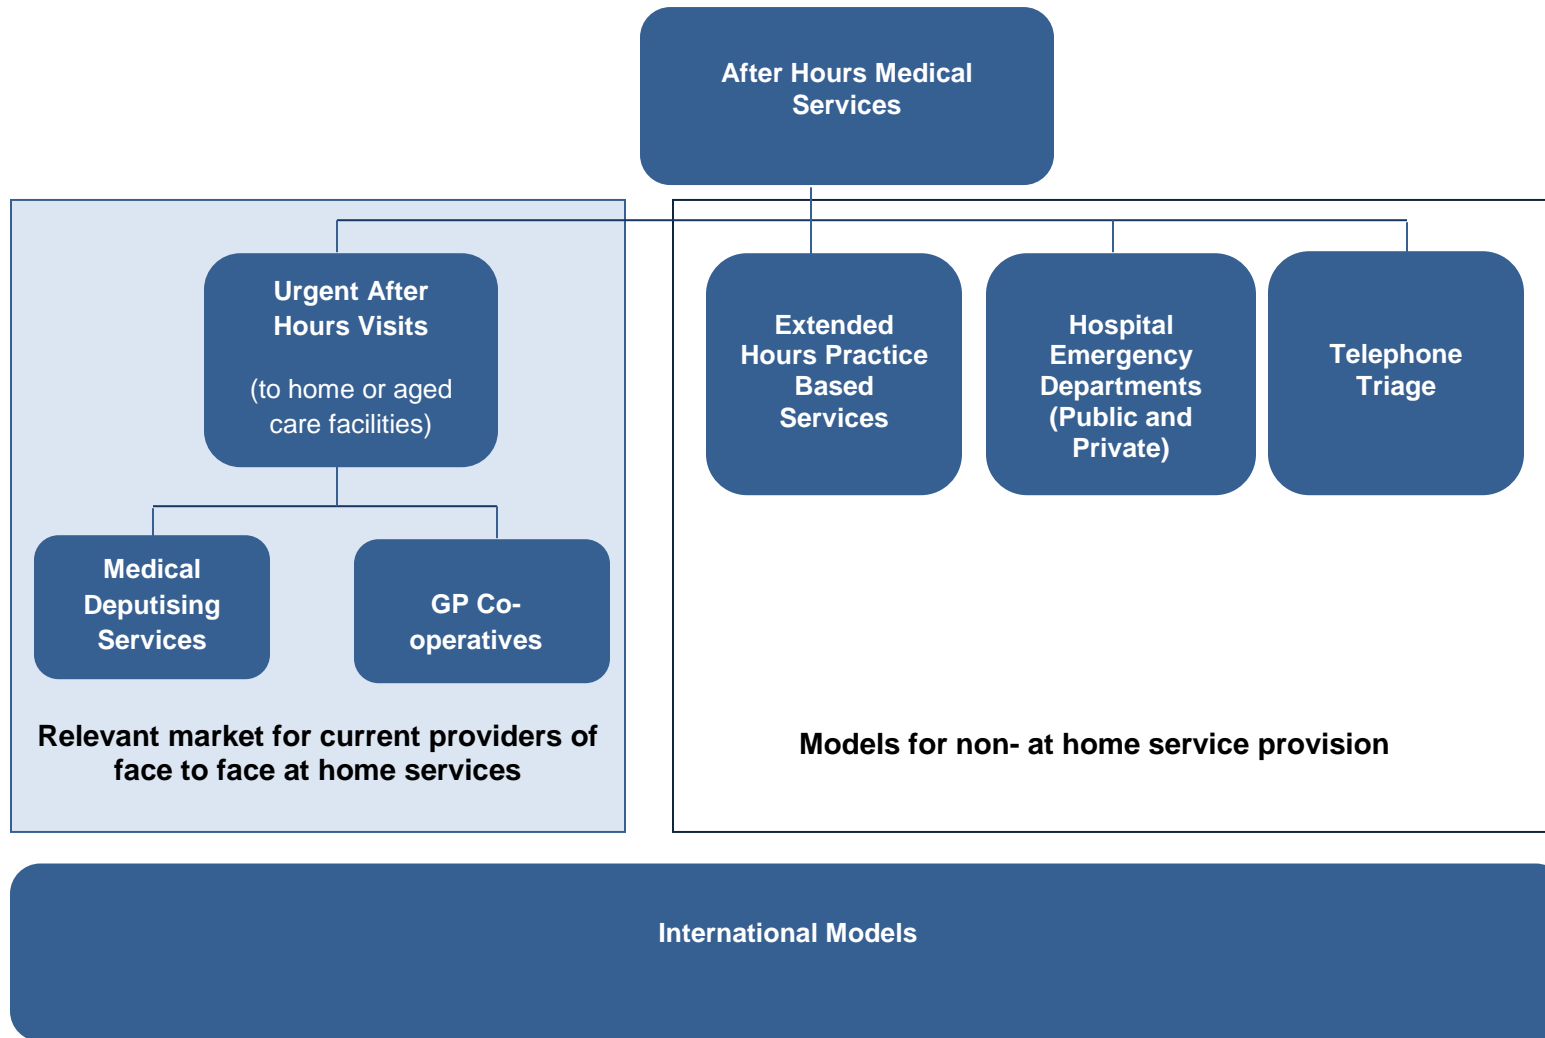 After Hours Medical
Services
Urgent After
Hours Visits
(to home or aged
care facilities)
Extended
Hours Practice
Based
Services
Hospital
Emergency
Departments
(Public and
Private)
Telephone
Triage
Medical
Deputising
Services
GP Co-
operatives
Relevant market for current providers of
face to face at home services
Models for non- at home service provision
International Models